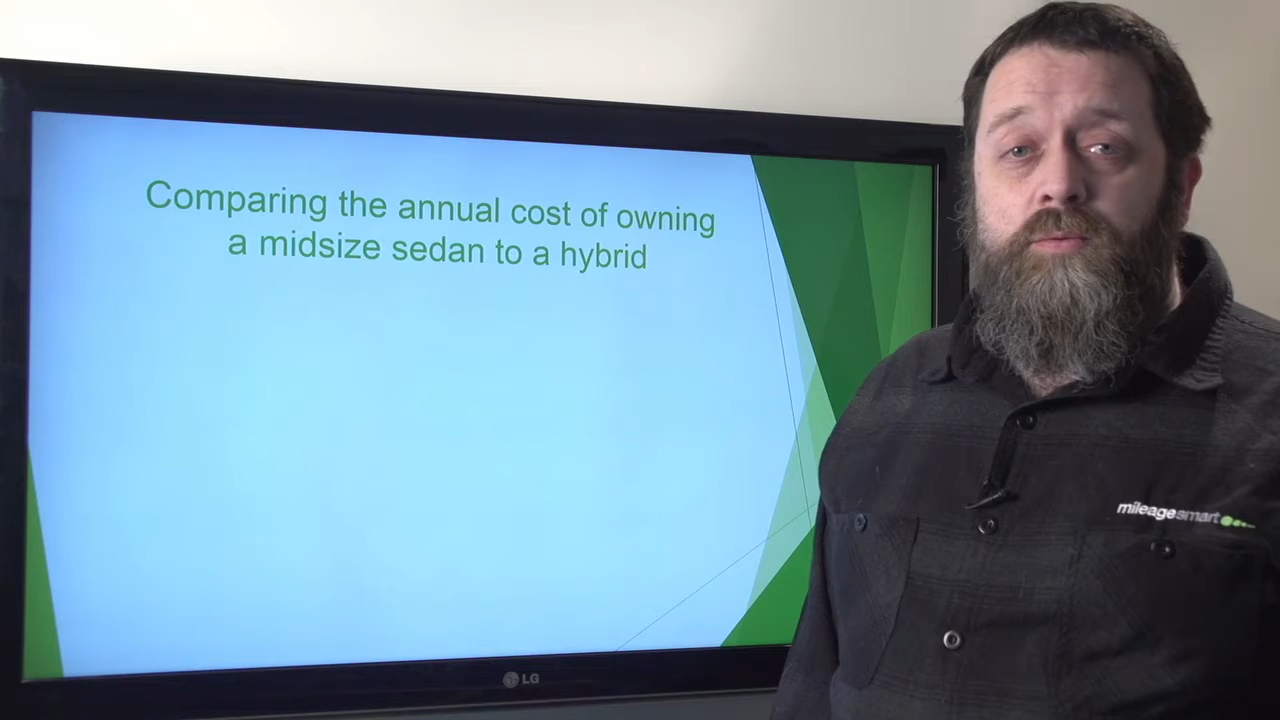 Comparing the annual cost of owning
a midsize sedan to a hybrid
mileagesmart
LG